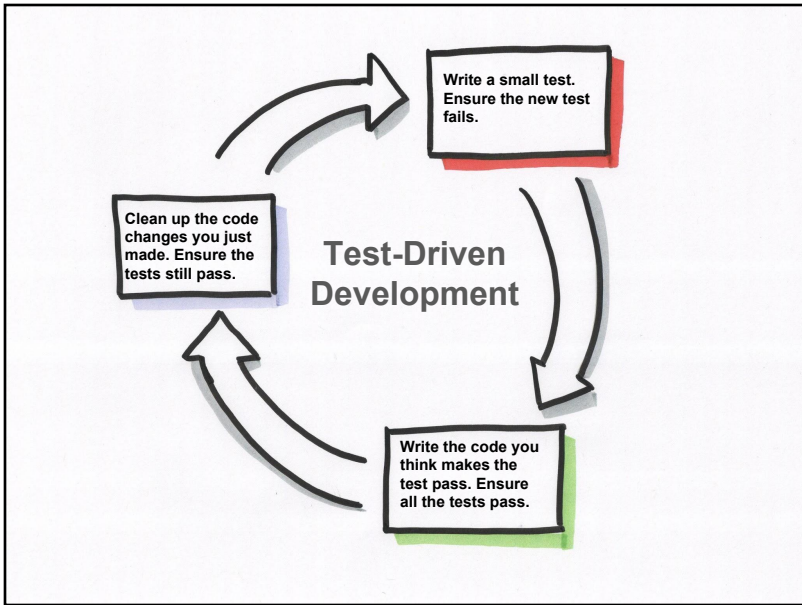 Write a small test.
Ensure the new test
fails.
Clean up the code
changes you just
made. Ensure the
tests still pass.
Test-Driven
Development
Write the code you
think makes the
test pass. Ensure
all the tests pass.